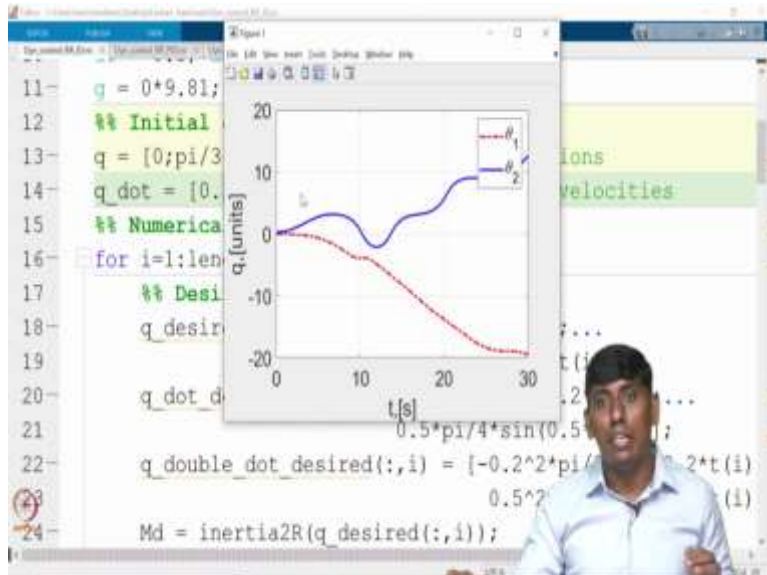 Figure 1
File Edit View Insert Tools Desktop Window Help
11 g = 0*9.81;
12 %% Initial
13 q = [0;pi/3 ions
14 q_dot = [0. velocities
15 %% Numerica
16 for i=1:len
17 %% Desi
18 q_desir ;...
19 t(i
20 q_dot_d .2 ...
21 0.5*pi/4*sin(0.5 ;
22 q_double_dot_desired(:,i) = [-0.2^2*pi/ 2*t(i)
23 0.5^2 (i)
24 Md = inertia2R(q_desired(:,i));
20
10
0
-10
-20
0 10 20 30
q,[units]
t,[s]
θ1
θ2